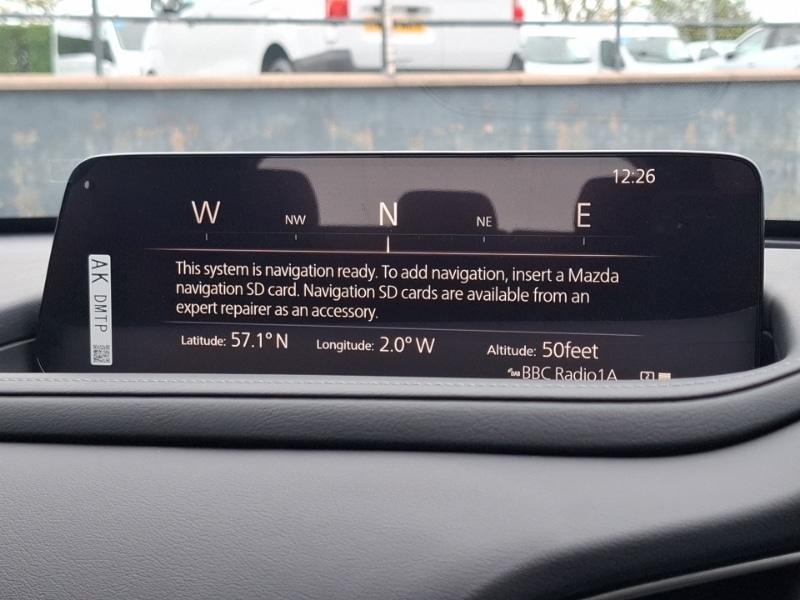 12:26
W NW N NE E
This system is navigation ready. To add navigation, insert a Mazda
navigation SD card. Navigation SD cards are available from an
expert repairer as an accessory.
Latitude: 57.1° N Longitude: 2.0° W Altitude: 50feet
DAB BBC Radio1A
AK DMTP